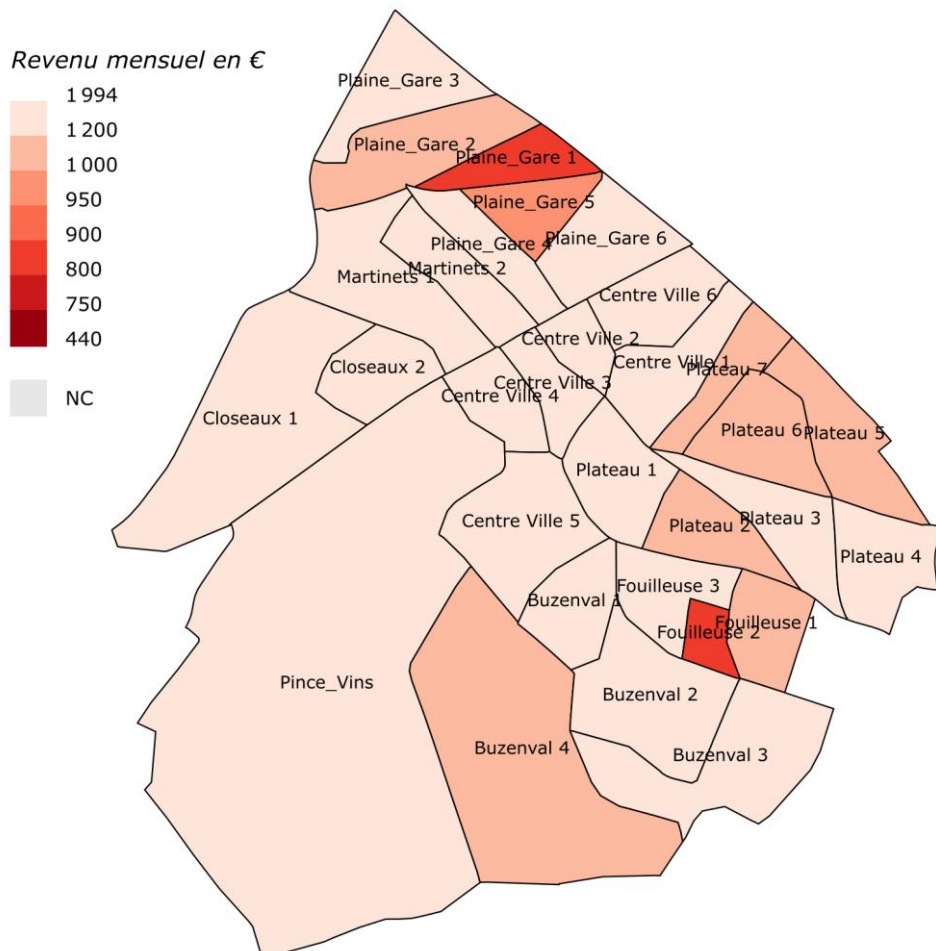 Revenu mensuel en €
1 994
1 200
1 000
950
900
800
750
440
NC
Plaine_Gare 3
Plaine_Gare 2
Plaine_Gare 1
Plaine_Gare 5
Plaine_Gare 6
Plaine_Gare 4
Martinets 2
Martinets 1
Centre Ville 6
Centre Ville 2
Centre Ville 1
Closeaux 2
Plateau 7
Centre Ville 3
Centre Ville 4
Closeaux 1
Plateau 6
Plateau 5
Plateau 1
Centre Ville 5
Plateau 3
Plateau 2
Plateau 4
Fouilleuse 3
Buzenval 1
Fouilleuse 1
Fouilleuse 2
Pince_Vins
Buzenval 2
Buzenval 4
Buzenval 3